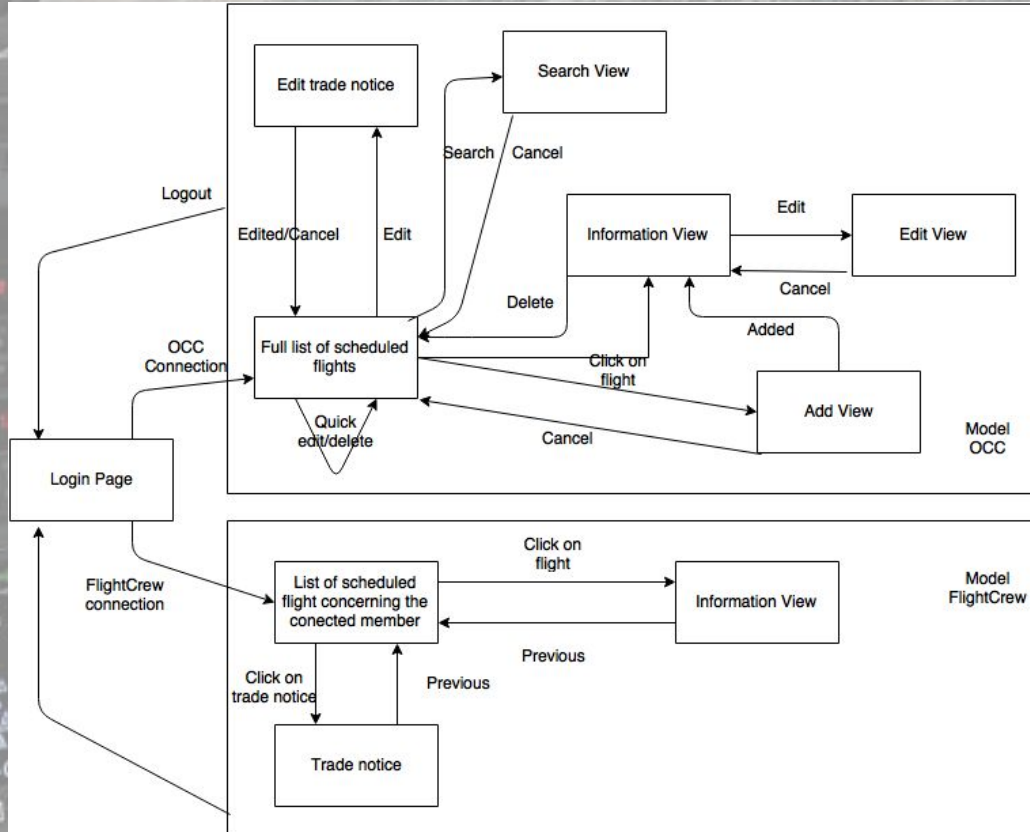 Edit trade notice
Search View
Search
Cancel
Logout
Edited/Cancel
Edit
Information View
Edit
Edit View
Cancel
Delete
Added
OCC
Connection
Full list of scheduled
flights
Click on
flight
Add View
Quick
edit/delete
Cancel
Model
OCC
Login Page
FlightCrew
connection
List of scheduled
flight concerning the
conected member
Click on
flight
Information View
Model
FlightCrew
Previous
Click on
trade notice
Previous
Trade notice